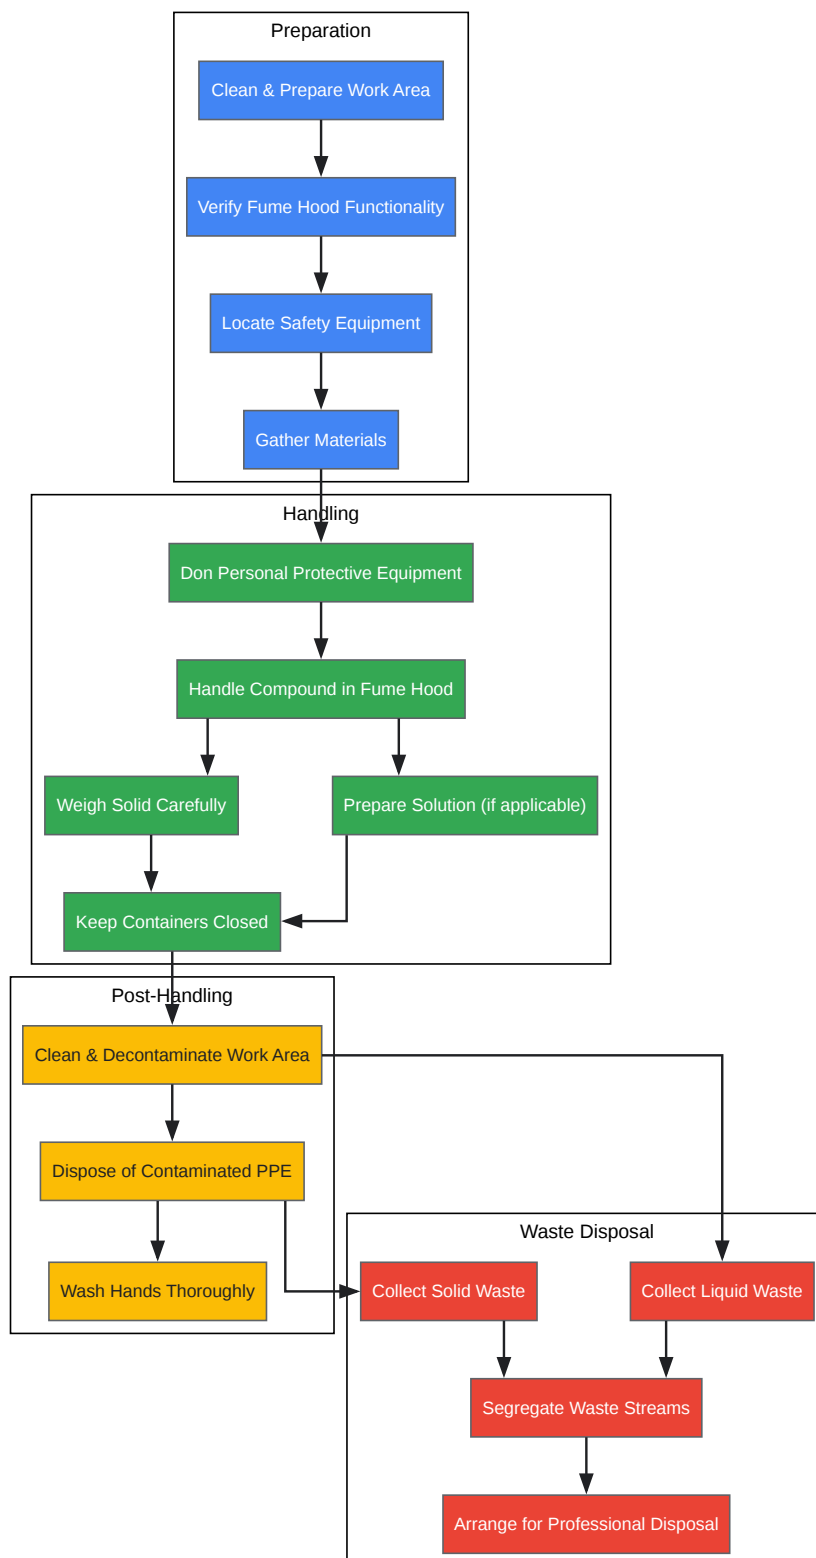 Preparation
Clean & Prepare Work Area
Verify Fume Hood Functionality
Locate Safety Equipment
Gather Materials
Handling
Don Personal Protective Equipment
Handle Compound in Fume Hood
Weigh Solid Carefully
Prepare Solution (if applicable)
Keep Containers Closed
Post-Handling
Clean & Decontaminate Work Area
Dispose of Contaminated PPE
Wash Hands Thoroughly
Waste Disposal
Collect Solid Waste
Collect Liquid Waste
Segregate Waste Streams
Arrange for Professional Disposal